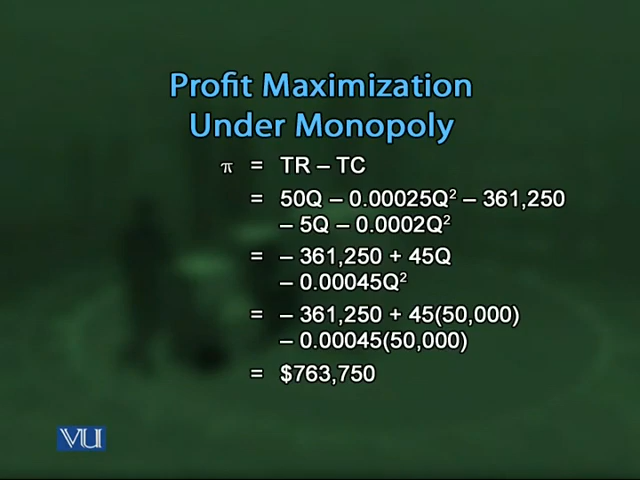 Profit Maximization
Under Monopoly
π = TR – TC
= 50Q – 0.00025Q² – 361,250
– 5Q – 0.0002Q²
= – 361,250 + 45Q
– 0.00045Q²
= – 361,250 + 45(50,000)
– 0.00045(50,000)
= $763,750
VU